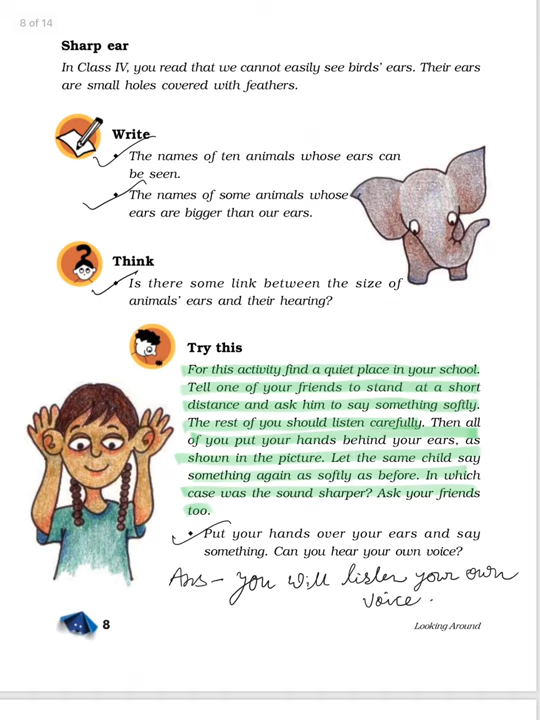 8 of 14
Sharp ear
In Class IV, you read that we cannot easily see birds' ears. Their ears
are small holes covered with feathers.
Write
• The names of ten animals whose ears can
be seen.
• The names of some animals whose
ears are bigger than our ears.
Think
• Is there some link between the size of
animals' ears and their hearing?
Try this
For this activity find a quiet place in your school.
Tell one of your friends to stand at a short
distance and ask him to say something softly.
The rest of you should listen carefully. Then all
of you put your hands behind your ears, as
shown in the picture. Let the same child say
something again as softly as before. In which
case was the sound sharper? Ask your friends
too.
• Put your hands over your ears and say
something. Can you hear your own voice?
Ans - you will listen your own
voice.
8
Looking Around